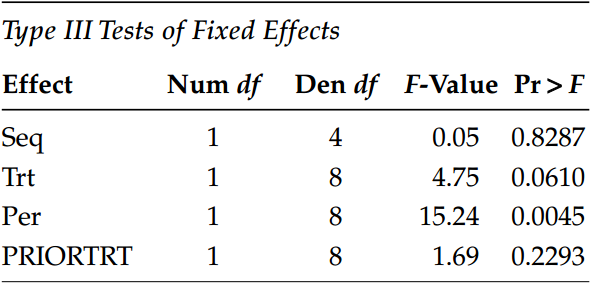 Type III Tests of Fixed Effects
Effect Num df Den df F-Value Pr > F
Seq 1 4 0.05 0.8287
Trt 1 8 4.75 0.0610
Per 1 8 15.24 0.0045
PRIORTRT 1 8 1.69 0.2293